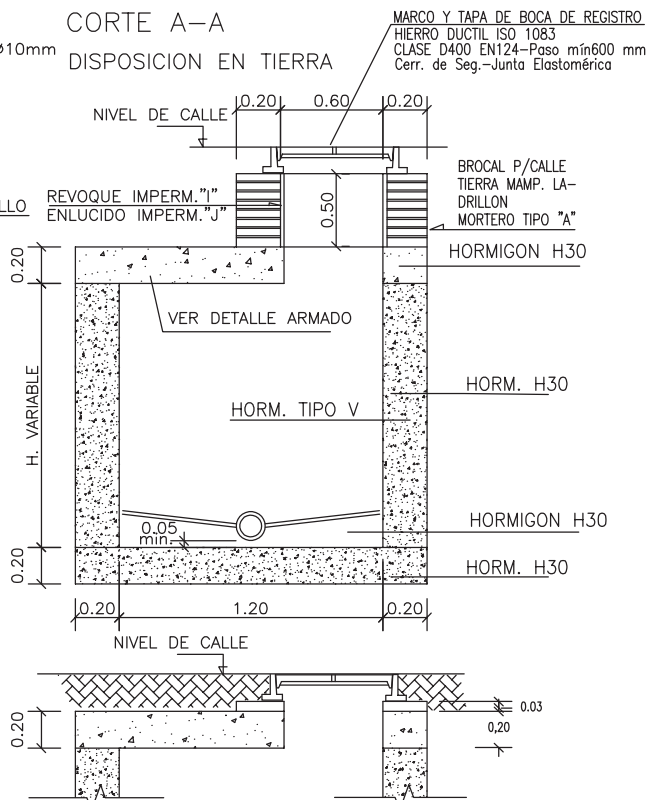 CORTE A-A
DISPOSICION EN TIERRA
ø10mm
MARCO Y TAPA DE BOCA DE REGISTRO
HIERRO DUCTIL ISO 1083
CLASE D400 EN124-Paso mín600 mm
Cerr. de Seg.-Junta Elastomérica
0.20
0.60
0.20
NIVEL DE CALLE
BROCAL P/CALLE
TIERRA MAMP. LA-
DRILLON
MORTERO TIPO "A"
LLO
REVOQUE IMPERM."I"
ENLUCIDO IMPERM."J"
0.50
0.20
HORMIGON H30
VER DETALLE ARMADO
H. VARIABLE
HORM. H30
HORM. TIPO V
0.05
min.
HORMIGON H30
0.20
HORM. H30
0.20
1.20
0.20
NIVEL DE CALLE
0.03
0.20
0,20